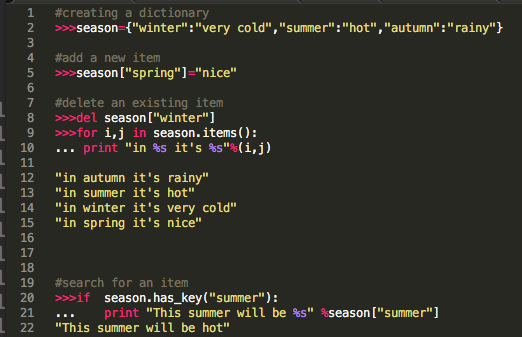 1 #creating a dictionary
2 >>>season={"winter":"very cold","summer":"hot","autumn":"rainy"}
3
4 #add a new item
5 >>>season["spring"]="nice"
6
7 #delete an existing item
8 >>>del season["winter"]
9 >>>for i,j in season.items():
10 ... print "in %s it's %s"%(i,j)
11
12 "in autumn it's rainy"
13 "in summer it's hot"
14 "in winter it's very cold"
15 "in spring it's nice"
16
17
18
19 #search for an item
20 >>>if  season.has_key("summer"):
21 ...    print "This summer will be %s" %season["summer"]
22 "This summer will be hot"